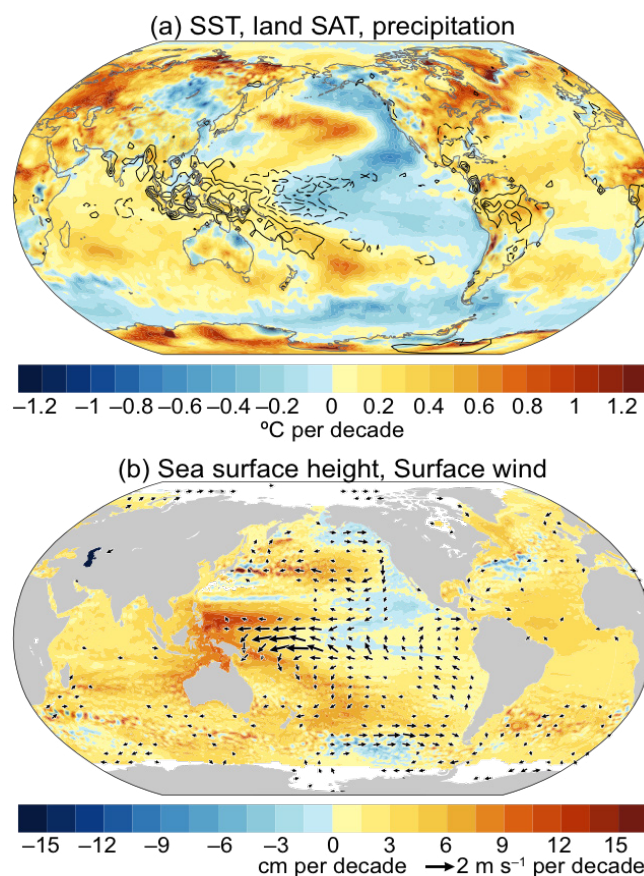 (a) SST, land SAT, precipitation
−1.2 −1 −0.8 −0.6 −0.4 −0.2 0 0.2 0.4 0.6 0.8 1 1.2
ºC per decade
(b) Sea surface height, Surface wind
−15 −12 −9 −6 −3 0 3 6 9 12 15
cm per decade 2 m s⁻¹ per decade